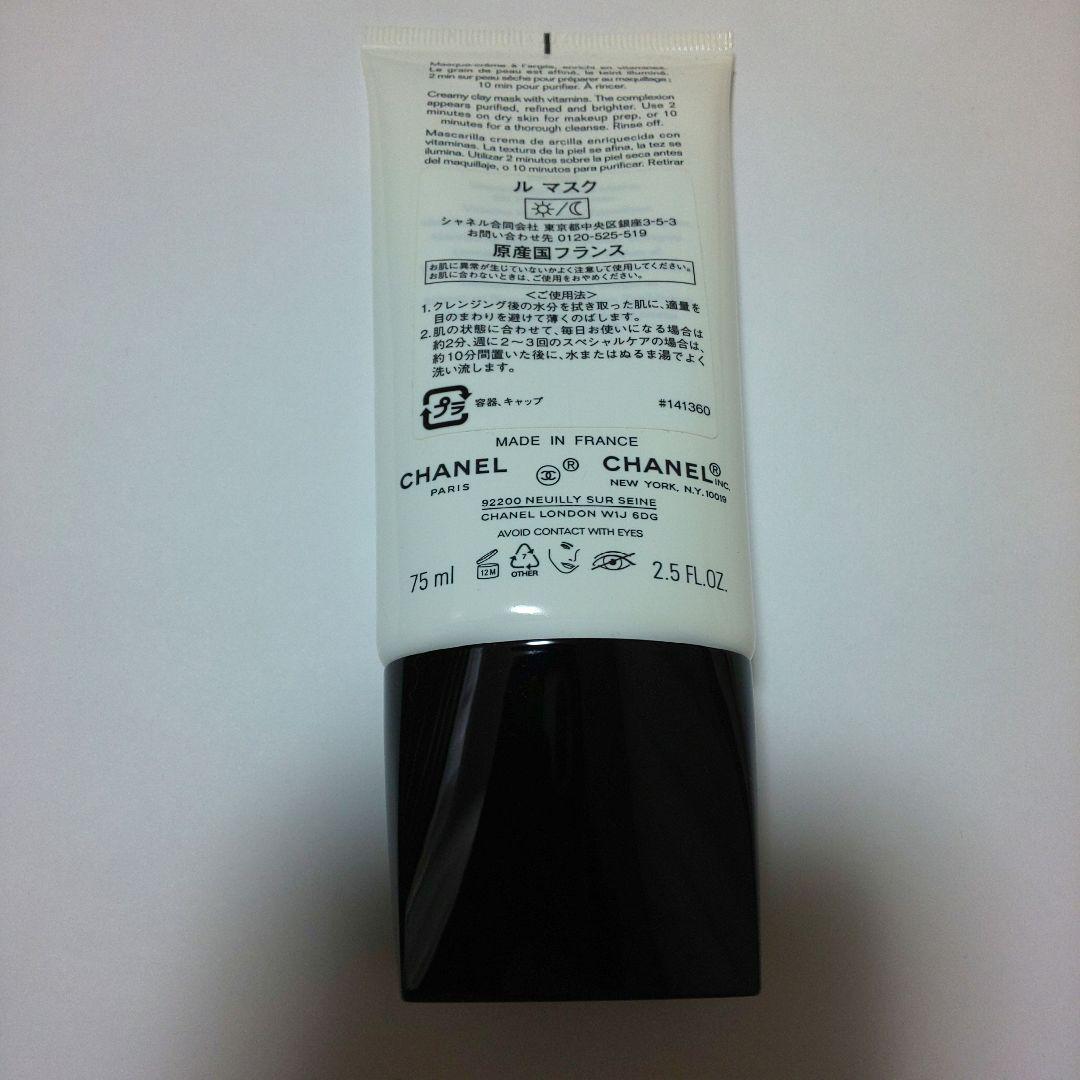 Masque-crème à l'argile, enrichi en vitamines.
Le grain de peau est affiné, le teint illuminé.
2 min sur peau sèche pour préparer au maquillage ;
10 min pour purifier. À rincer.
Creamy clay mask with vitamins. The complexion
appears purified, refined and brighter. Use 2
minutes on dry skin for makeup prep, or 10
minutes for a thorough cleanse. Rinse off.
Mascarilla crema de arcilla enriquecida con
vitaminas. La textura de la piel se afina, la tez se
ilumina. Utilizar 2 minutos sobre la piel seca antes
del maquillaje, o 10 minutos para purificar. Retirar
ル マスク
シャネル合同会社 東京都中央区銀座3-5-3
お問い合わせ先 0120-525-519
原産国フランス
お肌に異常が生じていないかよく注意して使用してください。
お肌に合わないときは、ご使用をおやめください。
<ご使用法>
1. クレンジング後の水分を拭き取った肌に、適量を
目のまわりを避けて薄くのばします。
2. 肌の状態に合わせて、毎日お使いになる場合は
約2分、週に2～3回のスペシャルケアの場合は、
約10分間置いた後に、水またはぬるま湯でよく
洗い流します。
プラ 容器、キャップ #141360
MADE IN FRANCE
CHANEL ® CHANEL® INC.
PARIS NEW YORK, N.Y. 10019
92200 NEUILLY SUR SEINE
CHANEL LONDON W1J 6DG
AVOID CONTACT WITH EYES
75 ml 12M 7 OTHER 2.5 FL.OZ.